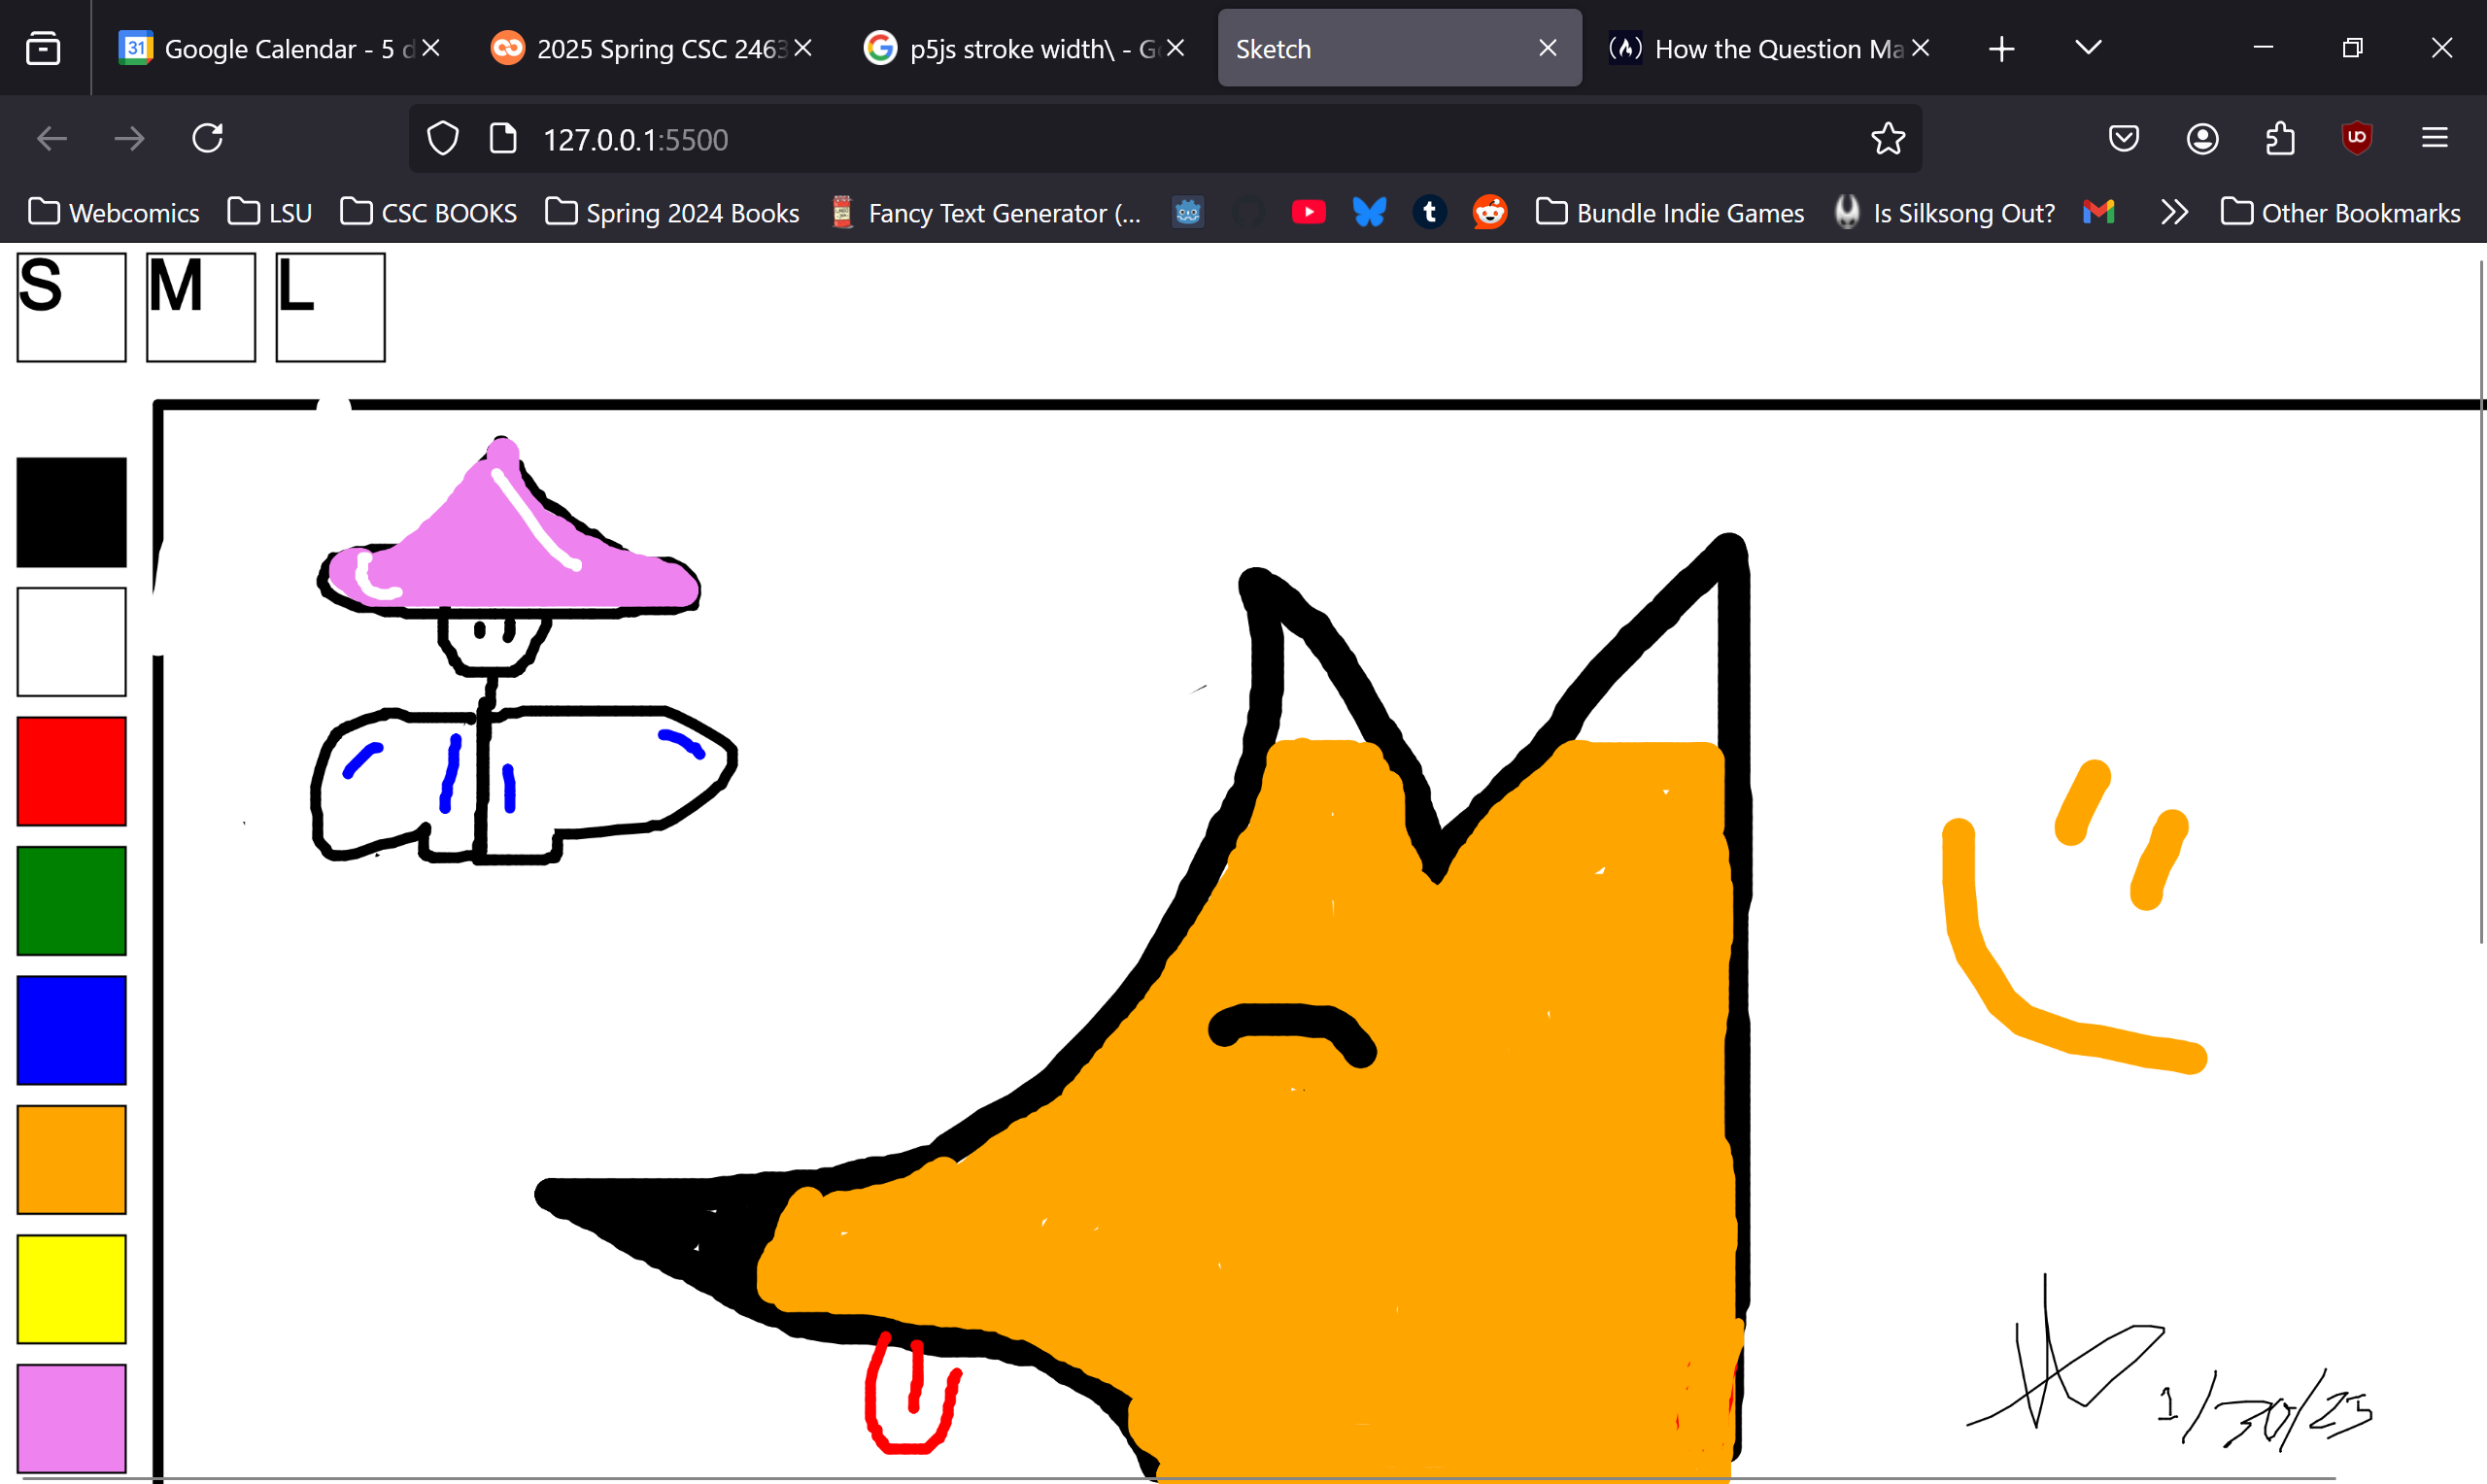 Google Calendar - 5 d
2025 Spring CSC 2463
p5js stroke width\ - G
Sketch
How the Question Ma
127.0.0.1:5500
Webcomics
LSU
CSC BOOKS
Spring 2024 Books
Fancy Text Generator (...
Is Silksong Out?
Bundle Indie Games
Other Bookmarks
S M L
1/30/25